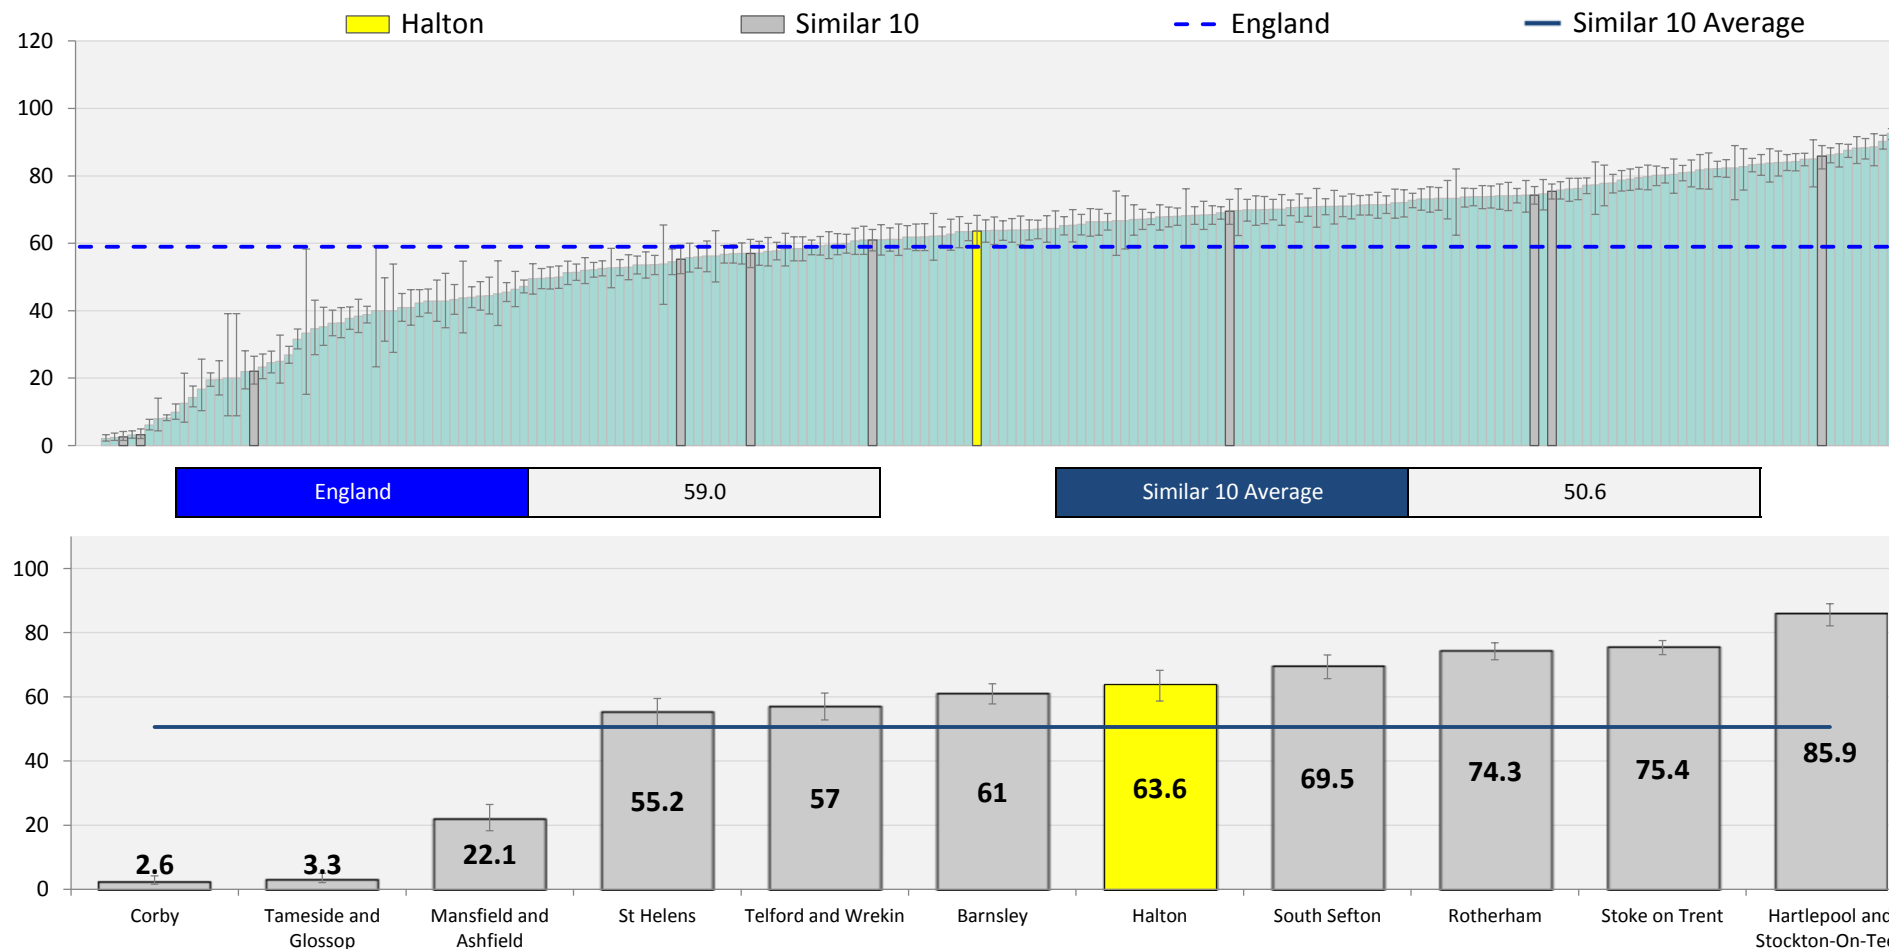 Halton Similar 10 England Similar 10 Average
120
100
80
60
40
20
0
England 59.0 Similar 10 Average 50.6
100
80
60
40
20
0
2.6 3.3 22.1 55.2 57 61 63.6 69.5 74.3 75.4 85.9
Corby Tameside and Mansfield and St Helens Telford and Wrekin Barnsley Halton South Sefton Rotherham Stoke on Trent Hartlepool and
Glossop Ashfield Stockton-On-Tee